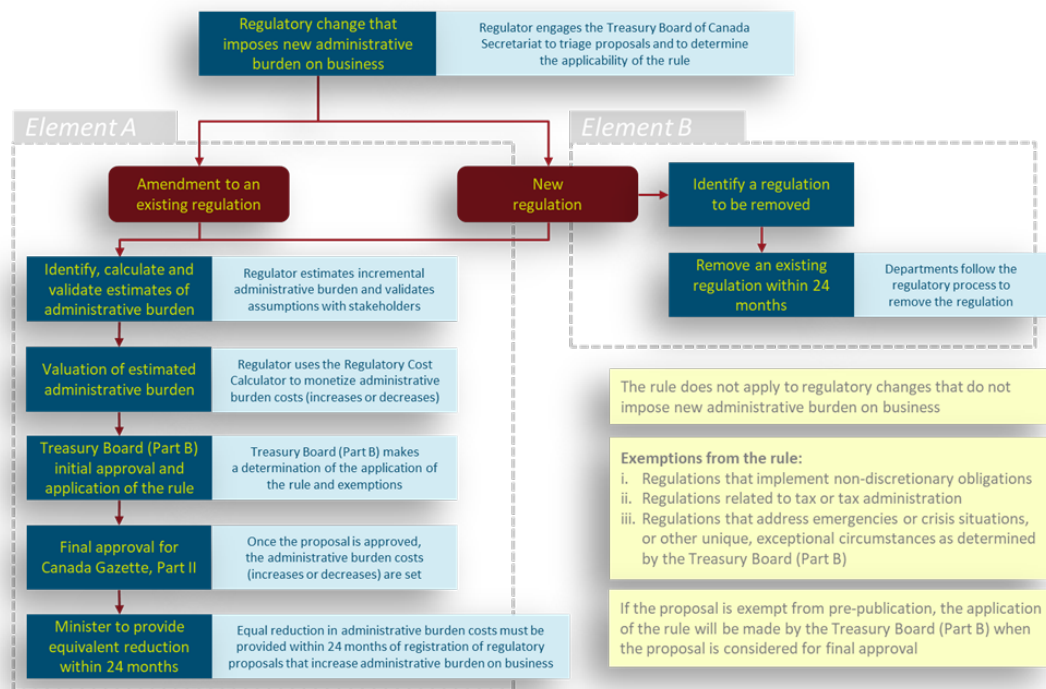 Regulatory change that
imposes new administrative
burden on business
Regulator engages the Treasury Board of Canada
Secretariat to triage proposals and to determine
the applicability of the rule
Element A
Element B
Amendment to an
existing regulation
New
regulation
Identify a regulation
to be removed
Identify, calculate and
validate estimates of
administrative burden
Regulator estimates incremental
administrative burden and validates
assumptions with stakeholders
Remove an existing
regulation within 24
months
Departments follow the
regulatory process to
remove the regulation
Valuation of estimated
administrative burden
Regulator uses the Regulatory Cost
Calculator to monetize administrative
burden costs (increases or decreases)
Treasury Board (Part B)
initial approval and
application of the rule
Treasury Board (Part B) makes
a determination of the application of
the rule and exemptions
Final approval for
Canada Gazette, Part II
Once the proposal is approved,
the administrative burden costs
(increases or decreases) are set
Minister to provide
equivalent reduction
within 24 months
Equal reduction in administrative burden costs must be
provided within 24 months of registration of regulatory
proposals that increase administrative burden on business
The rule does not apply to regulatory changes that do not
impose new administrative burden on business
Exemptions from the rule:
i. Regulations that implement non-discretionary obligations
ii. Regulations related to tax or tax administration
iii. Regulations that address emergencies or crisis situations,
or other unique, exceptional circumstances as determined
by the Treasury Board (Part B)
If the proposal is exempt from pre-publication, the application
of the rule will be made by the Treasury Board (Part B) when
the proposal is considered for final approval